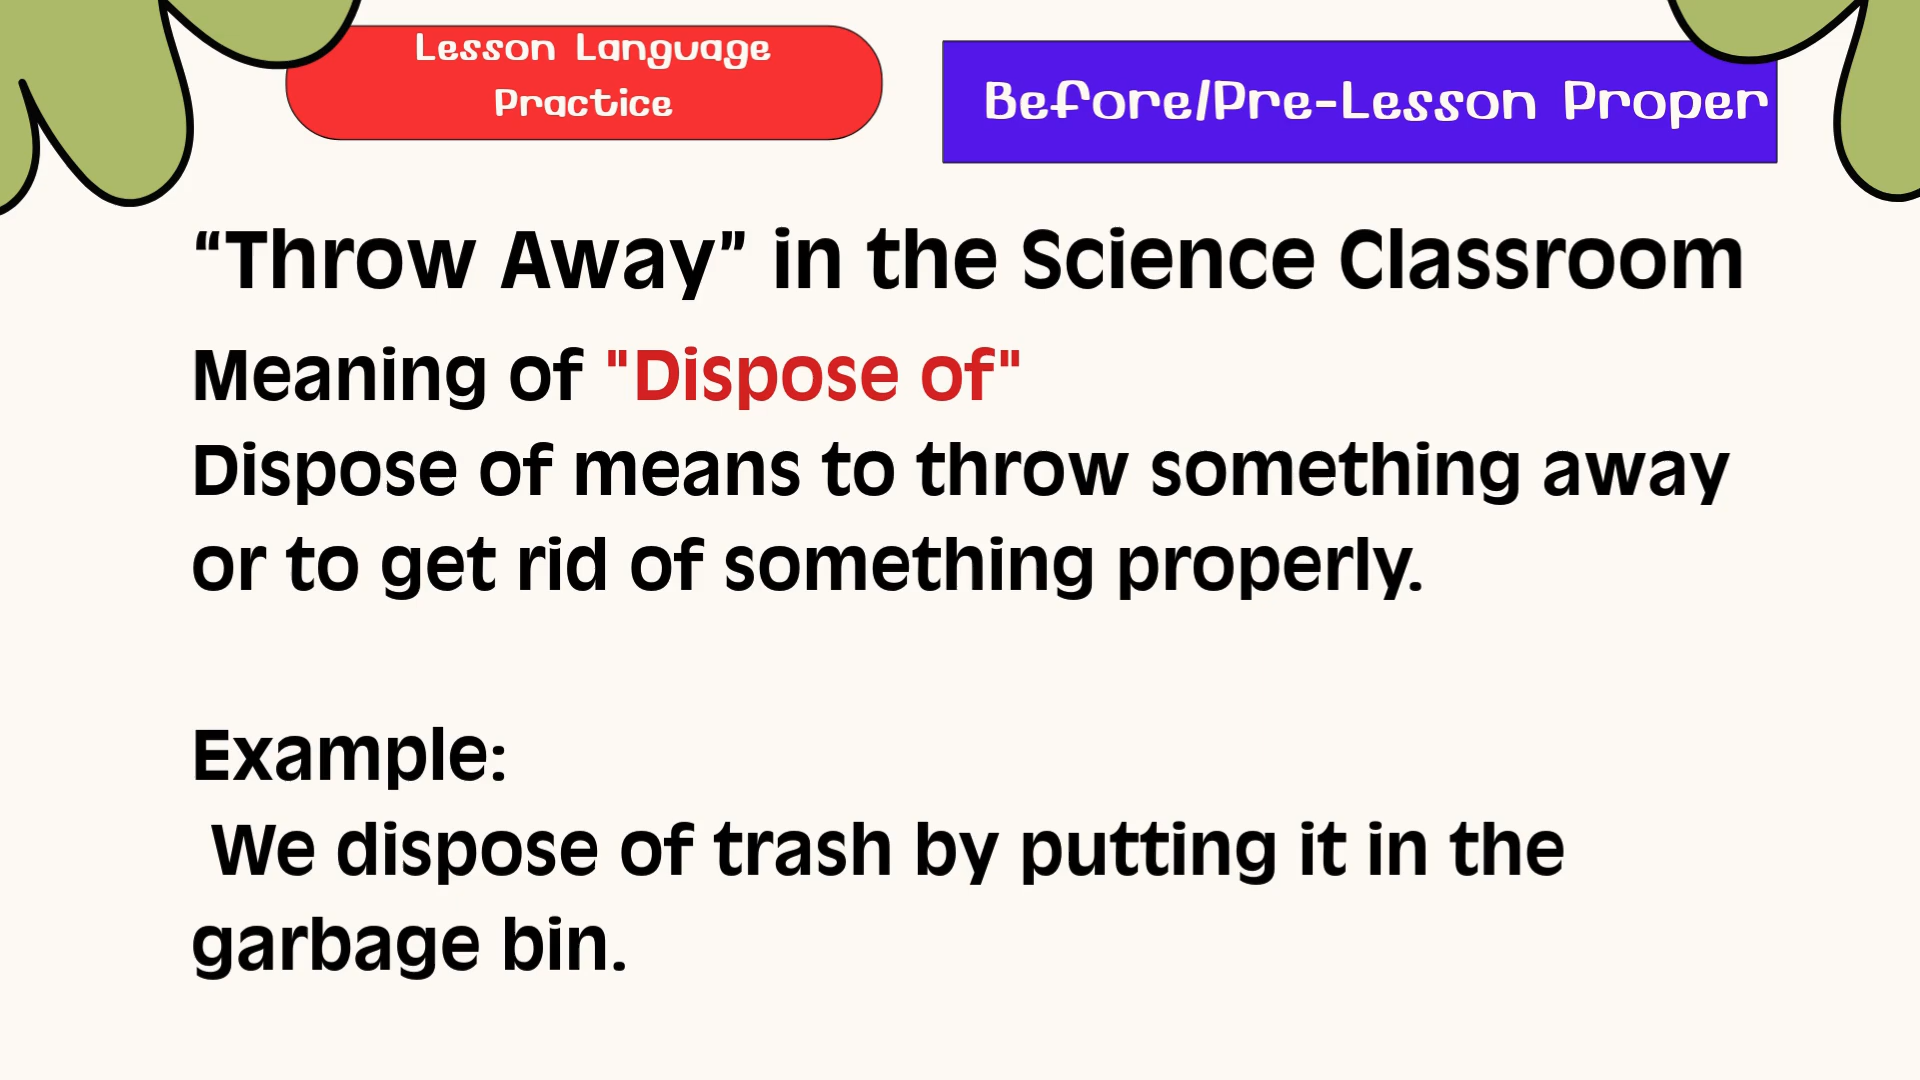 Lesson Language
Practice
Before/Pre-Lesson Proper
“Throw Away” in the Science Classroom
Meaning of "Dispose of"
Dispose of means to throw something away
or to get rid of something properly.
Example:
We dispose of trash by putting it in the
garbage bin.